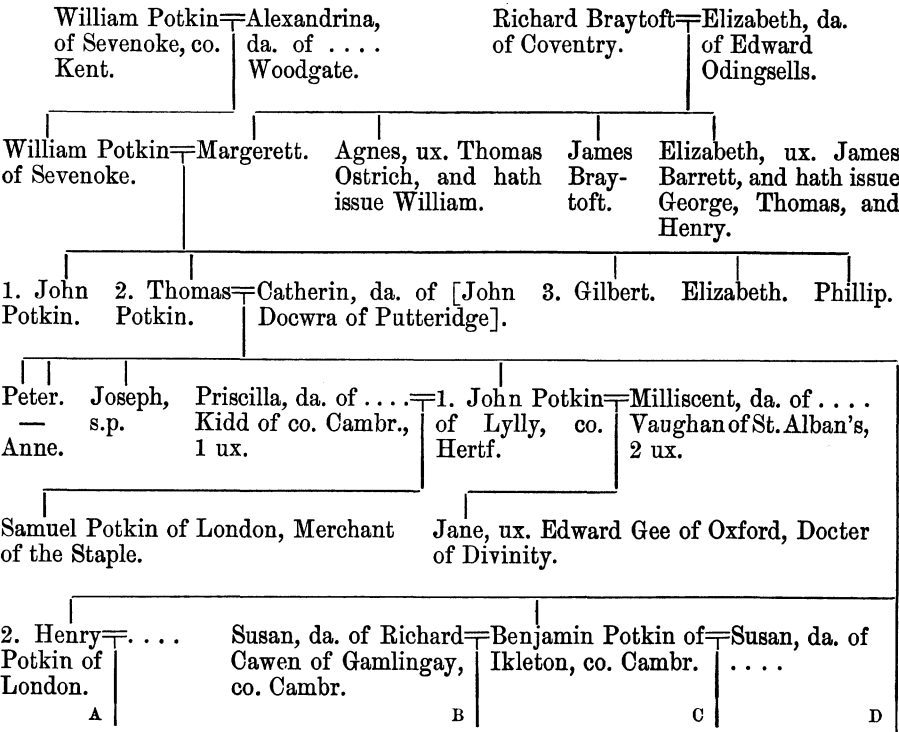 William Potkin Alexandrina, Richard Braytoft Elizabeth, da.
of Sevenoke, co. da. of .... of Coventry. of Edward
Kent. Woodgate. Odingsells.
William Potkin Margerett. Agnes, ux. Thomas James Elizabeth, ux. James
of Sevenoke. Ostrich, and hath Bray- Barrett, and hath issue
issue William. toft. George, Thomas, and
Henry.
1. John 2. Thomas Catherin, da. of [John 3. Gilbert. Elizabeth. Phillip.
Potkin. Potkin. Docwra of Putteridge].
Peter. Joseph, Priscilla, da. of .... 1. John Potkin Milliscent, da. of ....
— s.p. Kidd of co. Cambr., of Lylly, co. Vaughan of St. Alban's,
Anne. 1 ux. Hertf. 2 ux.
Samuel Potkin of London, Merchant Jane, ux. Edward Gee of Oxford, Docter
of the Staple. of Divinity.
2. Henry .... Susan, da. of Richard Benjamin Potkin of Susan, da. of
Potkin of Cawen of Gamlingay, Ikleton, co. Cambr. ....
London. co. Cambr.
A B C D